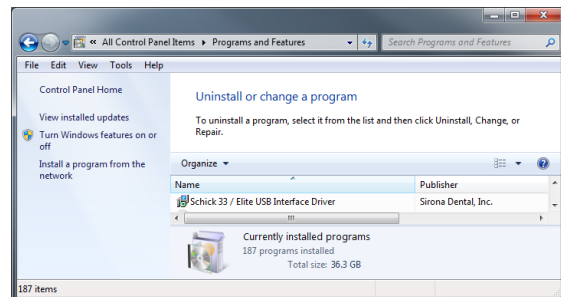 « All Control Panel Items ▸ Programs and Features
Search Programs and Features
File Edit View Tools Help
Control Panel Home
View installed updates
Turn Windows features on or
off
Install a program from the
network
Uninstall or change a program
To uninstall a program, select it from the list and then click Uninstall, Change, or
Repair.
Organize
Name Publisher
Schick 33 / Elite USB Interface Driver Sirona Dental, Inc.
Currently installed programs
187 programs installed
Total size: 36.3 GB
187 items